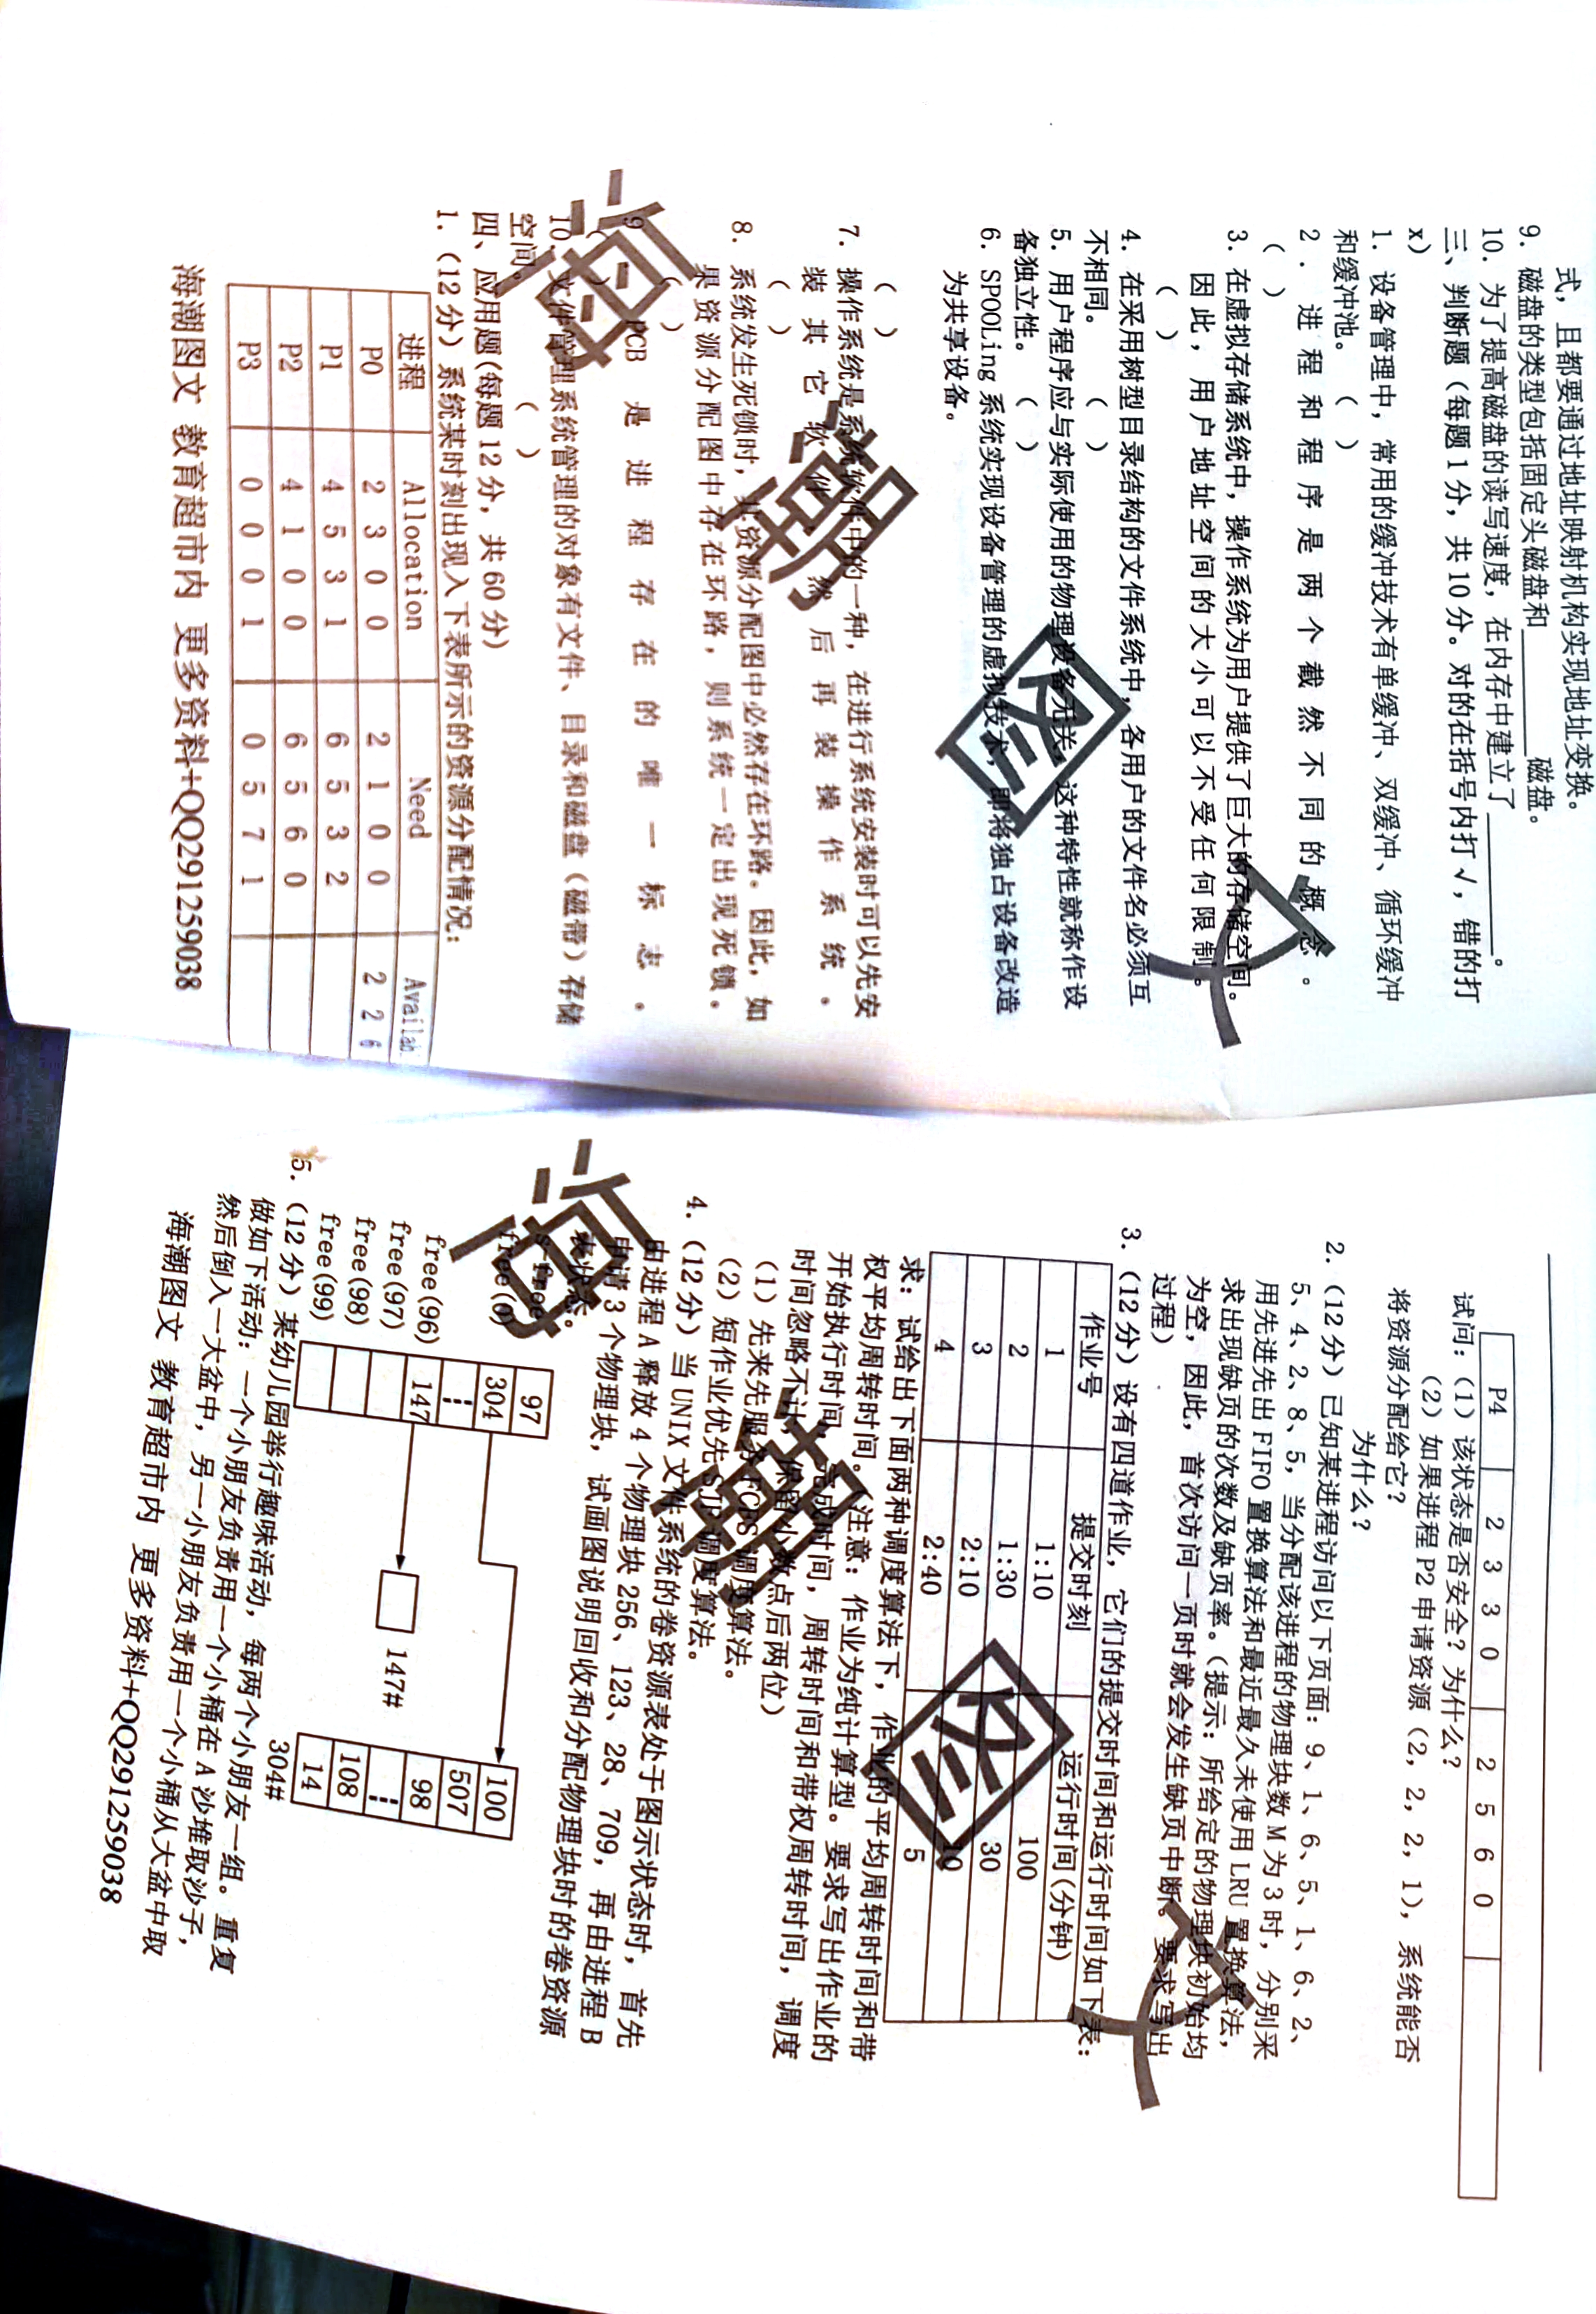 式，且都要通过地址映射机构实现地址变换。
9. 磁盘的类型包括固定头磁盘和________磁盘。
10. 为了提高磁盘的读写速度，在内存中建立了________。
三、判断题（每题1分，共10分。对的在括号内打√，错的打
x）
1. 设备管理中，常用的缓冲技术有单缓冲、双缓冲、循环缓冲
和缓冲池。（ ）
2. 进程和程序是两个截然不同的概念。
（ ）
3. 在虚拟存储系统中，操作系统为用户提供了巨大的存储空间。
因此，用户地址空间的大小可以不受任何限制。
（ ）
4. 在采用树型目录结构的文件系统中，各用户的文件名必须互
不相同。（ ）
5. 用户程序应与实际使用的物理设备无关，这种特性就称作设
备独立性。（ ）
6. SPOOLing 系统实现设备管理的虚拟技术，即将独占设备改造
为共享设备。
（ ）
7. 操作系统是系统软件中的一种，在进行系统安装时可以先安
装其它软件，然后再装操作系统。
（ ）
8. 系统发生死锁时，其资源分配图中必然存在环路。因此，如
果资源分配图中存在环路，则系统一定出现死锁。
（ ）
9 PCB 是进程存在的唯一标志。
（ ）
10. 文件管理系统管理的对象有文件、目录和磁盘（磁带）存储
空间。（ ）
四、应用题(每题12分，共60分)
1. （12分）系统某时刻出现入下表所示的资源分配情况：
进程 Allocation Need Availab
P0 2 3 0 0 2 1 0 0 2 2 6
P1 4 5 3 1 6 5 3 2
P2 4 1 0 0 6 5 6 0
P3 0 0 0 1 0 5 7 1
海潮图文 教育超市内 更多资料+QQ291259038
P4 2 3 3 0 2 5 6 0
试问：（1）该状态是否安全？为什么？
（2）如果进程 P2 申请资源（2，2，2，1），系统能否
将资源分配给它？
为什么？
2. （12分）已知某进程访问以下页面：9、1、6、5、1、6、2、
5、4、2、8、5，当分配该进程的物理块数 M 为 3 时，分别采
用先进先出 FIFO 置换算法和最近最久未使用 LRU 置换算法，
求出现缺页的次数及缺页率。（提示：所给定的物理块初始均
为空，因此，首次访问一页时就会发生缺页中断。要求写出
过程）
3. （12分）设有四道作业，它们的提交时间和运行时间如下表：
作业号 提交时刻 运行时间(分钟)
1 1:10 100
2 1:30 30
3 2:10 10
4 2:40 5
求：试给出下面两种调度算法下，作业的平均周转时间和带
权平均周转时间。（注意：作业为纯计算型。要求写出作业的
开始执行时间，完成时间，周转时间和带权周转时间，调度
时间忽略不计，保留小数点后两位）
（1）先来先服务FCFS调度算法。
（2）短作业优先SJF调度算法。
4. （12分）当UNIX文件系统的卷资源表处于图示状态时，首先
由进程A释放4个物理块256、123、28、709，再由进程B
申请3个物理块，试画图说明回收和分配物理块时的卷资源
表状态。
s-free
free(0)
free(96)
free(97)
free(98)
free(99)
97
304
⋮
147
147#
100
507
98
⋮
108
14
304#
5. （12分）某幼儿园举行趣味活动，每两个小朋友一组。重复
做如下活动：一个小朋友负责用一个小桶在A沙堆取沙子，
然后倒入一大盆中，另一小朋友负责用一个小桶从大盆中取
海潮图文 教育超市内 更多资料+QQ291259038
海潮图文
海潮图文